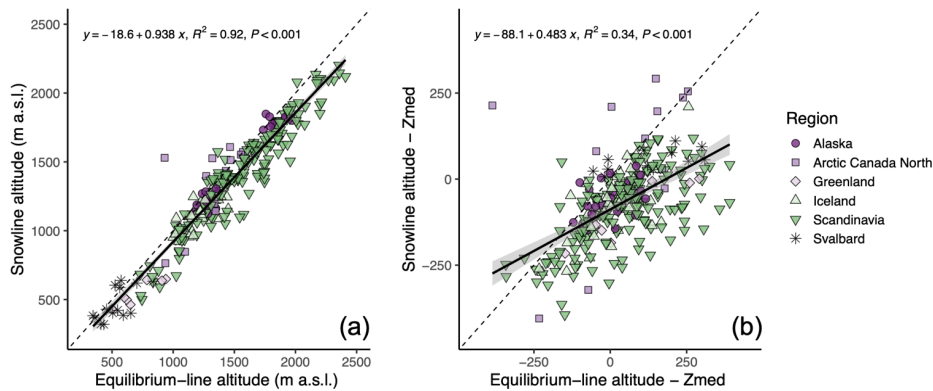 y = − 18.6 + 0.938 x, R² = 0.92, P < 0.001
2500
2000
1500
1000
500
Snowline altitude (m a.s.l.)
500 1000 1500 2000 2500
Equilibrium−line altitude (m a.s.l.)
(a)
y = −88.1 + 0.483 x, R² = 0.34, P < 0.001
250
0
−250
Snowline altitude − Zmed
−250 0 250
Equilibrium−line altitude − Zmed
(b)
Region
Alaska
Arctic Canada North
Greenland
Iceland
Scandinavia
Svalbard